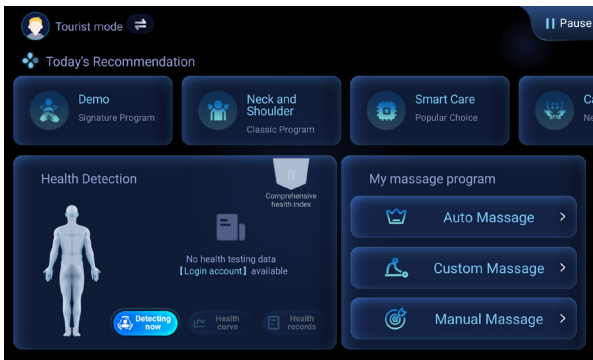 Tourist mode
Pause
Today's Recommendation
Demo
Signature Program
Neck and
Shoulder
Classic Program
Smart Care
Popular Choice
Health Detection
0
Comprehensive
health index
No health testing data
【Login account】available
Detecting
now
Health
curve
Health
records
My massage program
Auto Massage
Custom Massage
Manual Massage